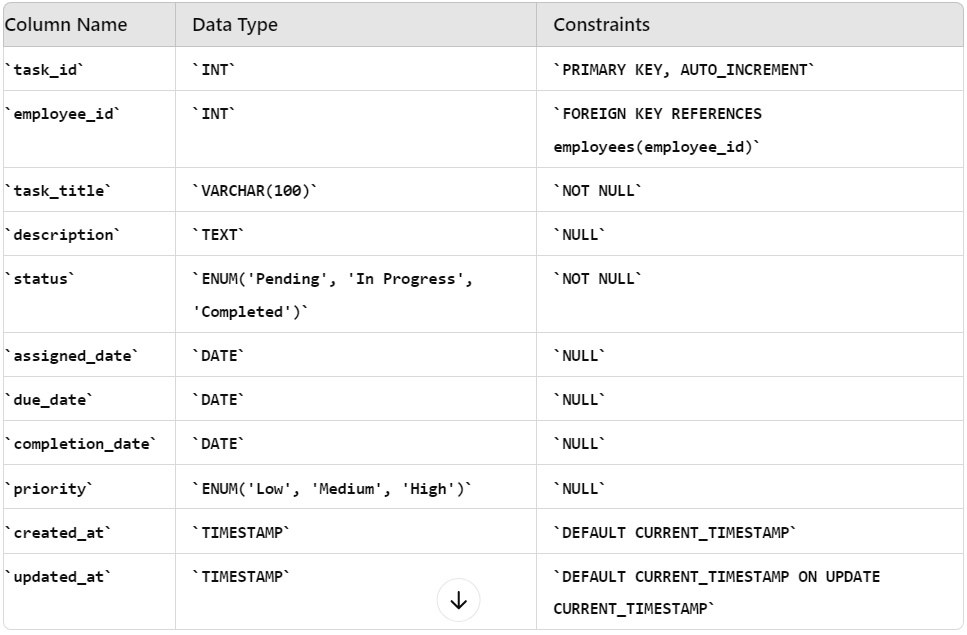 Column Name Data Type Constraints
`task_id` `INT` `PRIMARY KEY, AUTO_INCREMENT`
`employee_id` `INT` `FOREIGN KEY REFERENCES
employees(employee_id)`
`task_title` `VARCHAR(100)` `NOT NULL`
`description` `TEXT` `NULL`
`status` `ENUM('Pending', 'In Progress', `NOT NULL`
'Completed')`
`assigned_date` `DATE` `NULL`
`due_date` `DATE` `NULL`
`completion_date` `DATE` `NULL`
`priority` `ENUM('Low', 'Medium', 'High')` `NULL`
`created_at` `TIMESTAMP` `DEFAULT CURRENT_TIMESTAMP`
`updated_at` `TIMESTAMP` `DEFAULT CURRENT_TIMESTAMP ON UPDATE
CURRENT_TIMESTAMP`